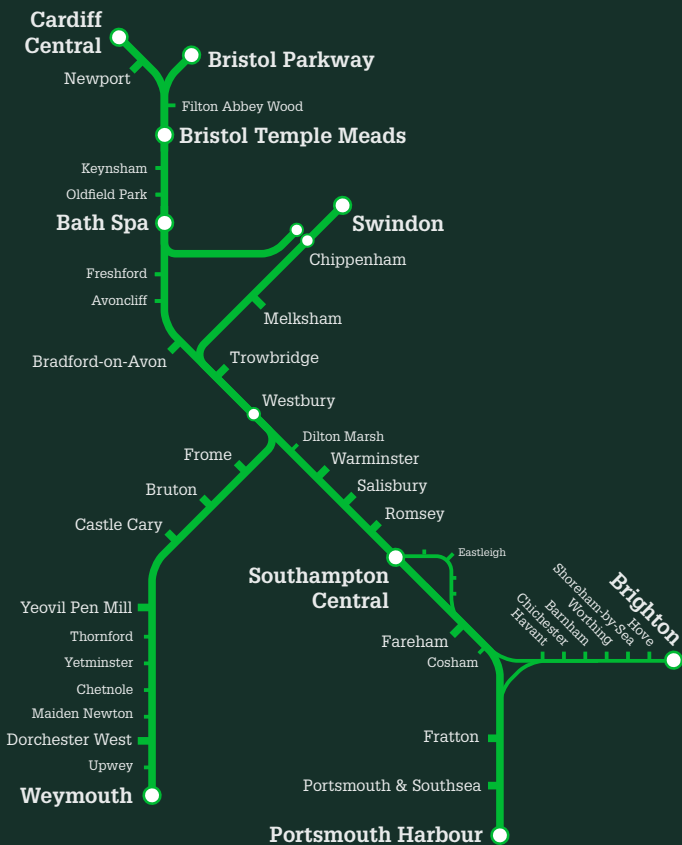 Cardiff
Central
Bristol Parkway
Newport
Filton Abbey Wood
Bristol Temple Meads
Keynsham
Oldfield Park
Bath Spa
Swindon
Chippenham
Freshford
Avoncliff
Melksham
Bradford-on-Avon
Trowbridge
Westbury
Dilton Marsh
Frome
Warminster
Bruton
Salisbury
Castle Cary
Romsey
Eastleigh
Southampton
Central
Yeovil Pen Mill
Thornford
Yetminster
Chetnole
Maiden Newton
Dorchester West
Upwey
Weymouth
Fareham
Cosham
Havant
Chichester
Barnham
Worthing
Shoreham-by-Sea
Hove
Brighton
Fratton
Portsmouth & Southsea
Portsmouth Harbour